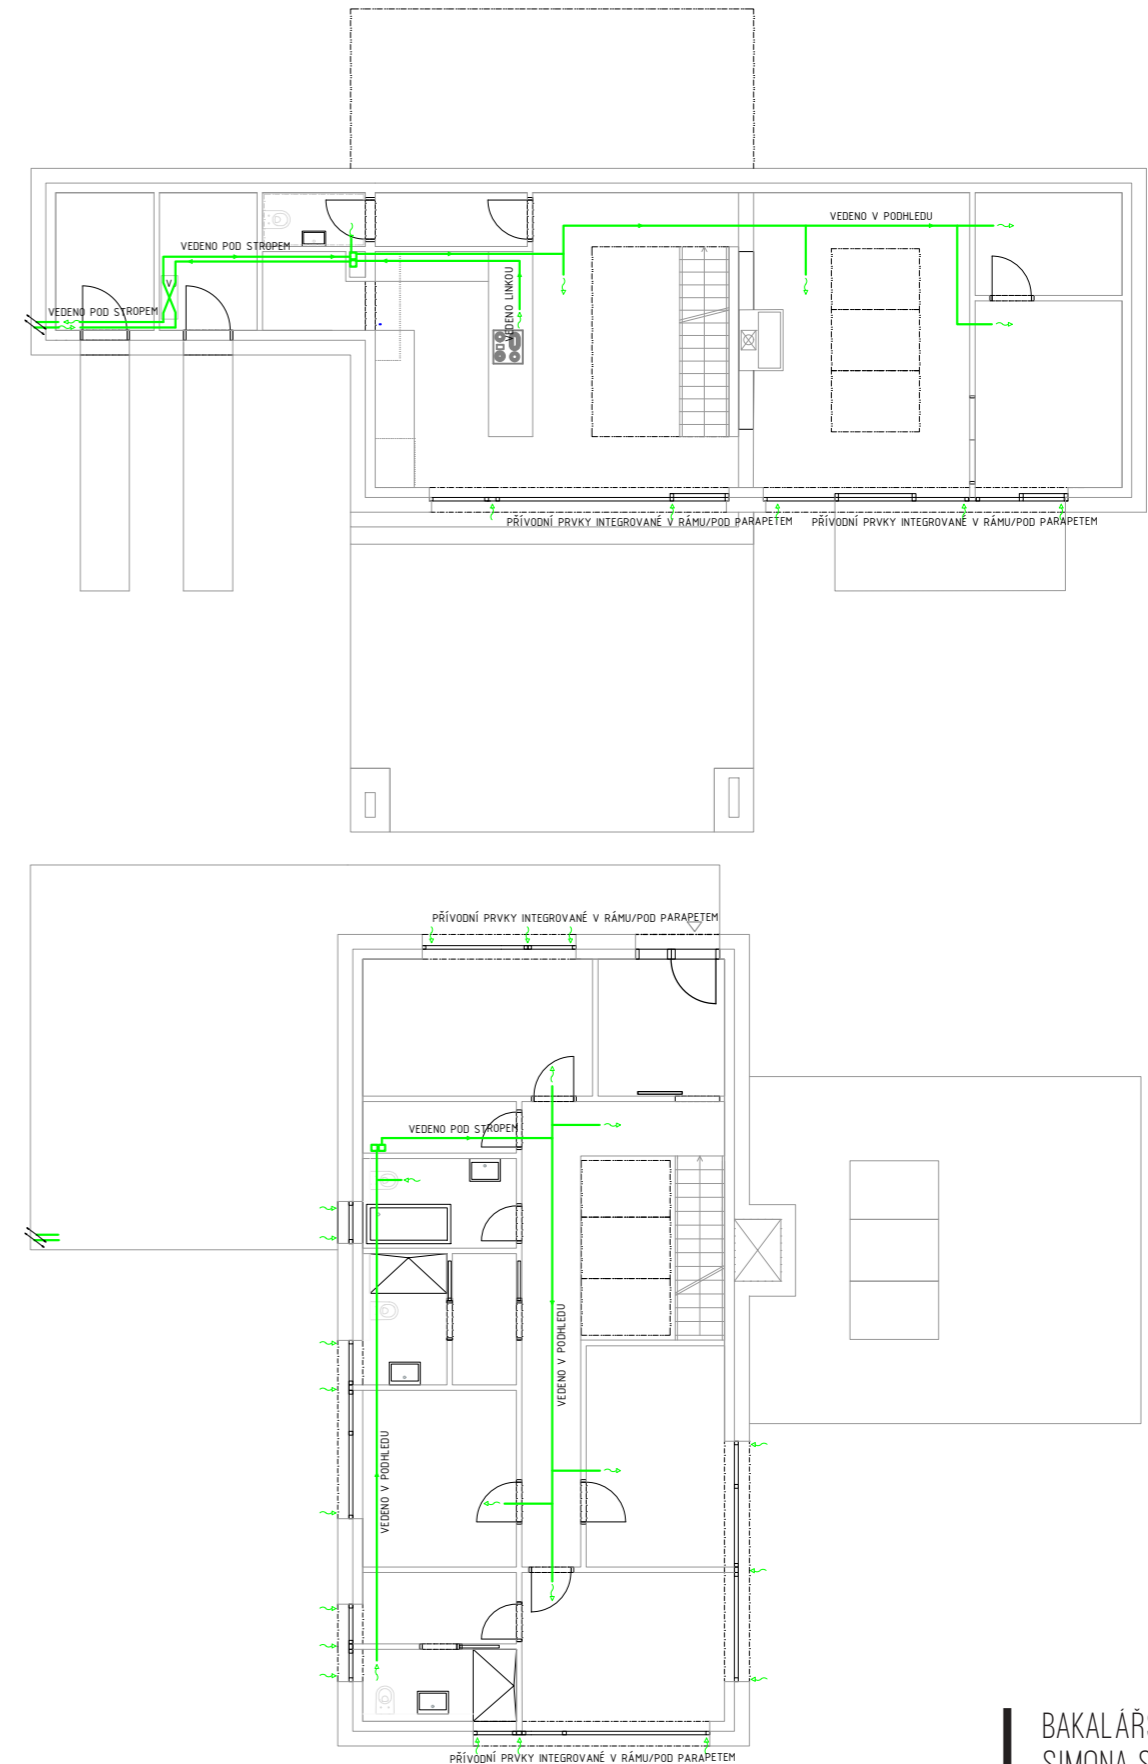 VEDENO V PODHLEDU
VEDENO POD STROPEM
V
VEDENO POD STROPEM
VEDENO LINKOU
PŘÍVODNÍ PRVKY INTEGROVANÉ V RÁMU/POD PARAPETEM
PŘÍVODNÍ PRVKY INTEGROVANÉ V RÁMU/POD PARAPETEM
PŘÍVODNÍ PRVKY INTEGROVANÉ V RÁMU/POD PARAPETEM
VEDENO POD STROPEM
VEDENO V PODHLEDU
VEDENO V PODHLEDU
PŘÍVODNÍ PRVKY INTEGROVANÉ V RÁMU/POD PARAPETEM